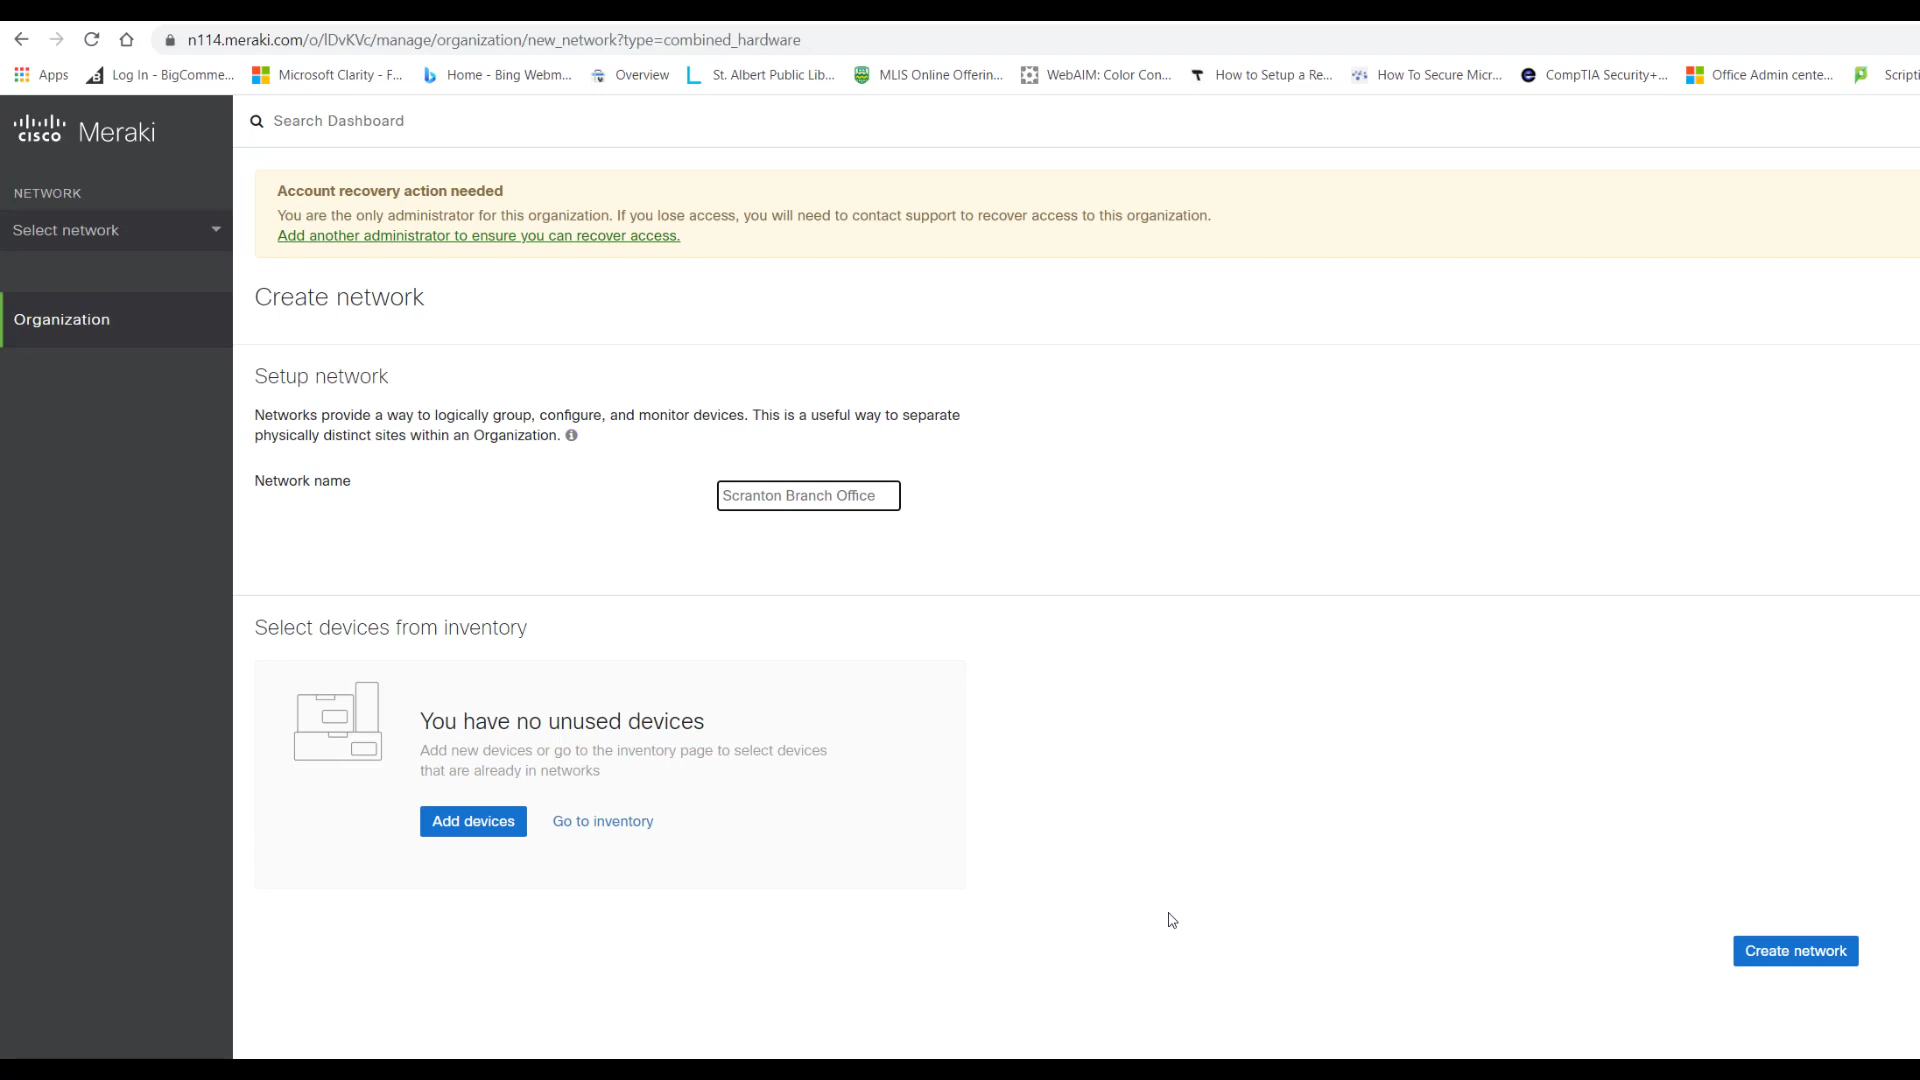 n114.meraki.com/o/lDvKVc/manage/organization/new_network?type=combined_hardware
Apps
Log In - BigComme...
Microsoft Clarity - F...
Home - Bing Webm...
Overview
St. Albert Public Lib...
MLIS Online Offerin...
WebAIM: Color Con...
How to Setup a Re...
How To Secure Micr...
CompTIA Security+...
Office Admin cente...
Scripti
cisco Meraki
Search Dashboard
NETWORK
Select network
Organization
Account recovery action needed
You are the only administrator for this organization. If you lose access, you will need to contact support to recover access to this organization.
Add another administrator to ensure you can recover access.
Create network
Setup network
Networks provide a way to logically group, configure, and monitor devices. This is a useful way to separate
physically distinct sites within an Organization.
Network name
Scranton Branch Office
Select devices from inventory
You have no unused devices
Add new devices or go to the inventory page to select devices
that are already in networks
Add devices
Go to inventory
Create network